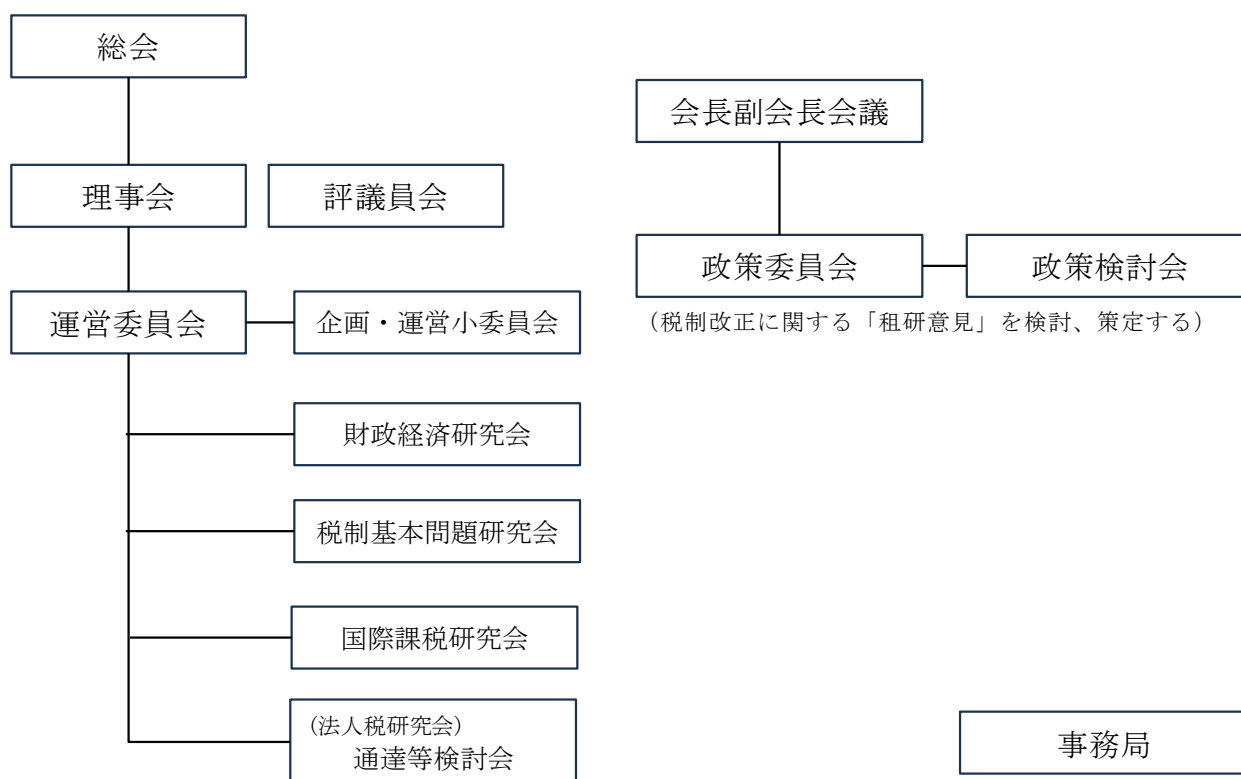 総会
会長副会長会議
理事会
評議員会
政策委員会
政策検討会
運営委員会
企画・運営小委員会
（税制改正に関する「租研意見」を検討、策定する）
財政経済研究会
税制基本問題研究会
国際課税研究会
(法人税研究会)
通達等検討会
事務局